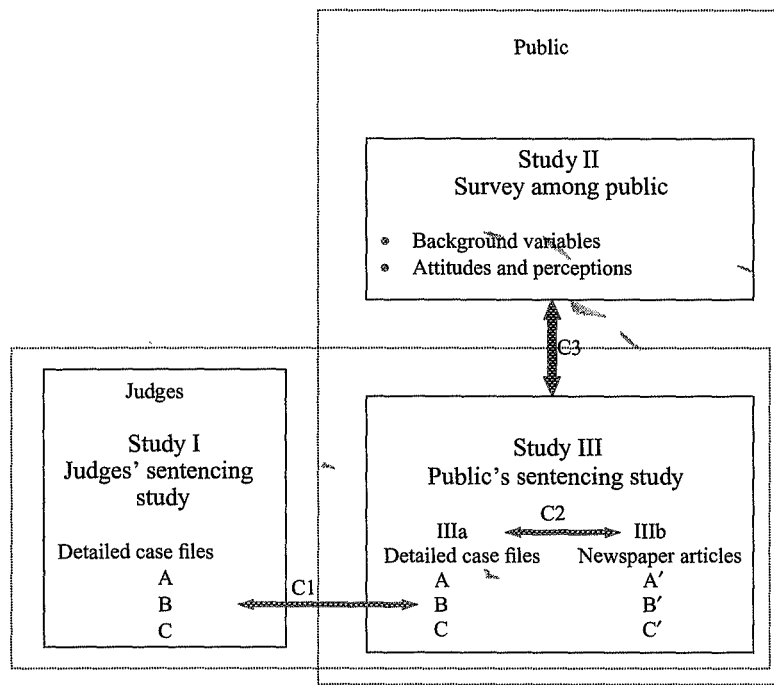 Public
Study II
Survey among public
• Background variables
• Attitudes and perceptions
C3
Judges
Study I
Judges' sentencing
study
Detailed case files
A
B
C
C1
Study III
Public's sentencing study
C2
IIIa
IIIb
Detailed case files
Newspaper articles
A
A′
B
B′
C
C′